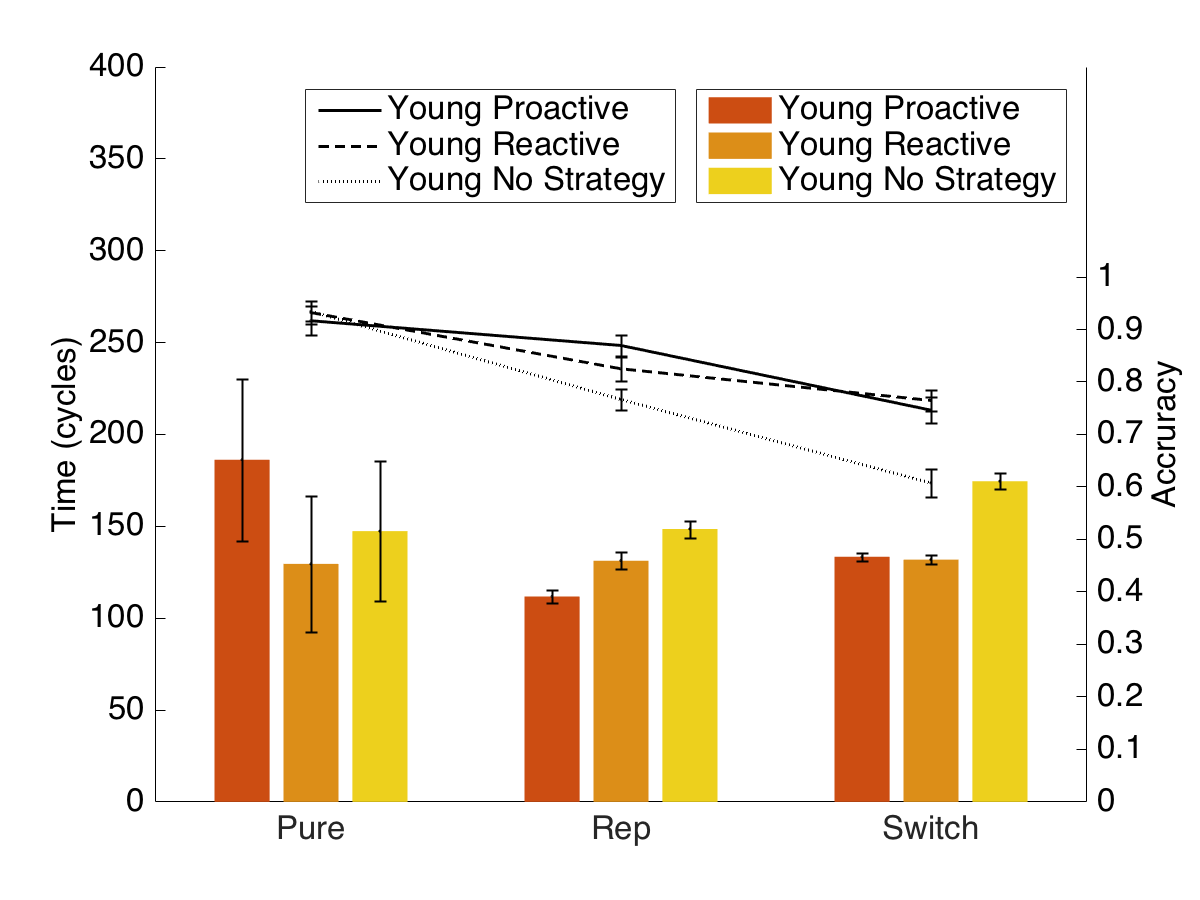 400
350
300
250
200
150
100
50
0
Time (cycles)
Young Proactive
Young Reactive
Young No Strategy
Young Proactive
Young Reactive
Young No Strategy
1
0.9
0.8
0.7
0.6
0.5
0.4
0.3
0.2
0.1
0
Accruracy
Pure
Rep
Switch